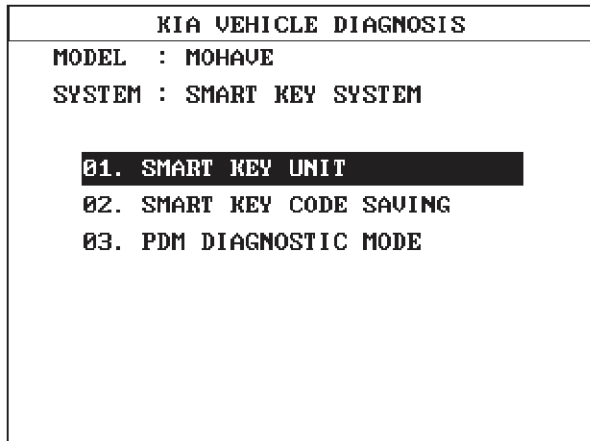 KIA VEHICLE DIAGNOSIS
MODEL : MOHAVE
SYSTEM : SMART KEY SYSTEM
01. SMART KEY UNIT
02. SMART KEY CODE SAVING
03. PDM DIAGNOSTIC MODE